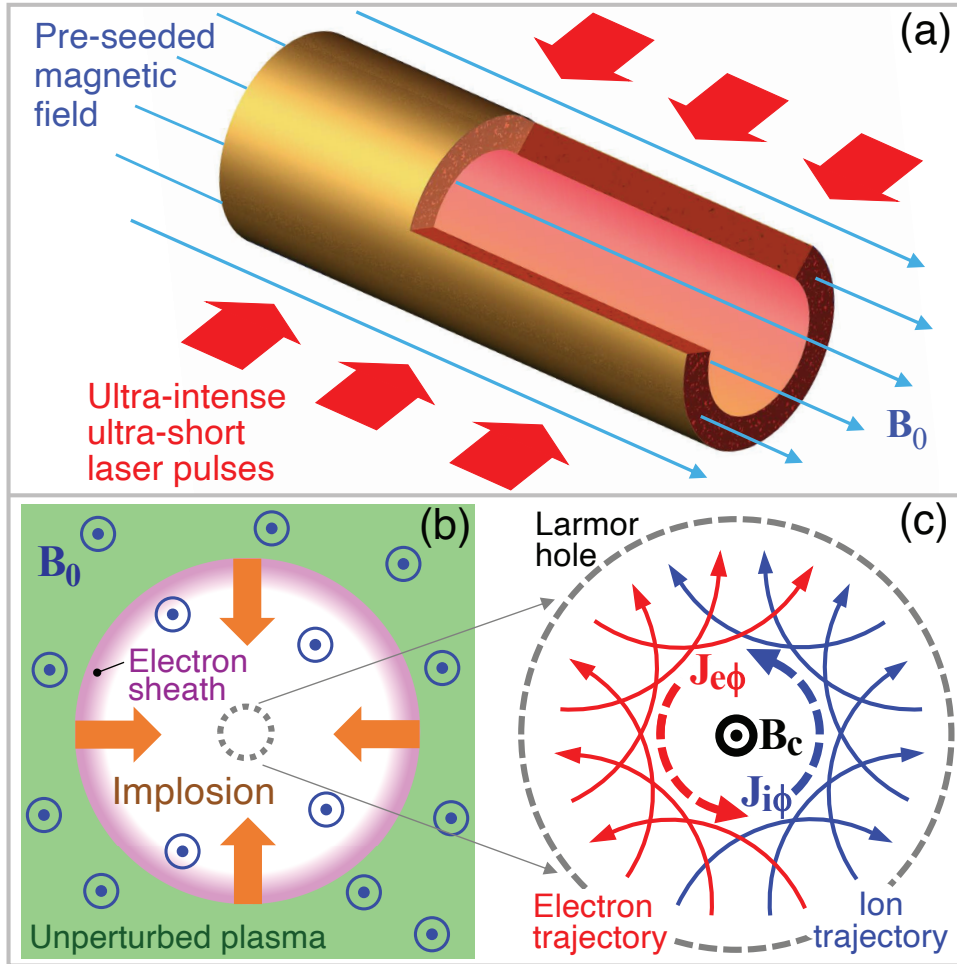 (a)
Pre-seeded
magnetic
field
Ultra-intense
ultra-short
laser pulses
B₀
(b)
B₀
Electron
sheath
Implosion
Unperturbed plasma
(c)
Larmor
hole
Jeϕ
Bc
Jiϕ
Electron
trajectory
Ion
trajectory